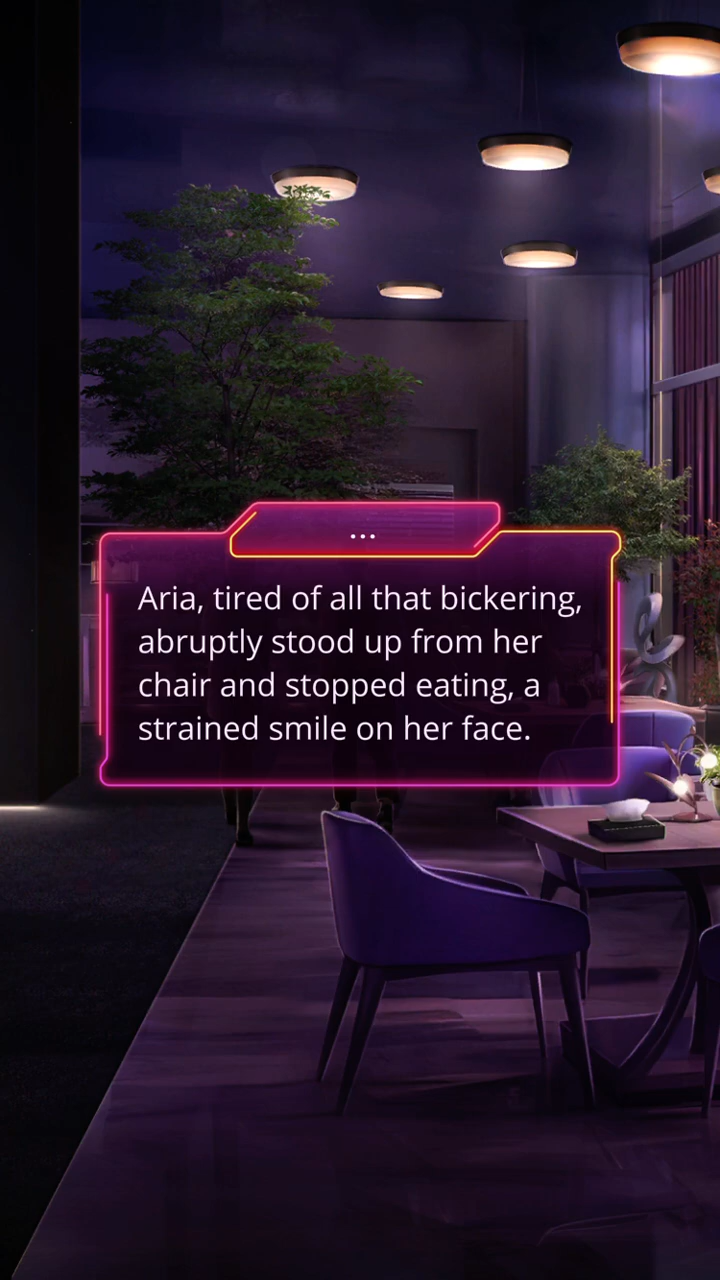 ...
Aria, tired of all that bickering,
abruptly stood up from her
chair and stopped eating, a
strained smile on her face.